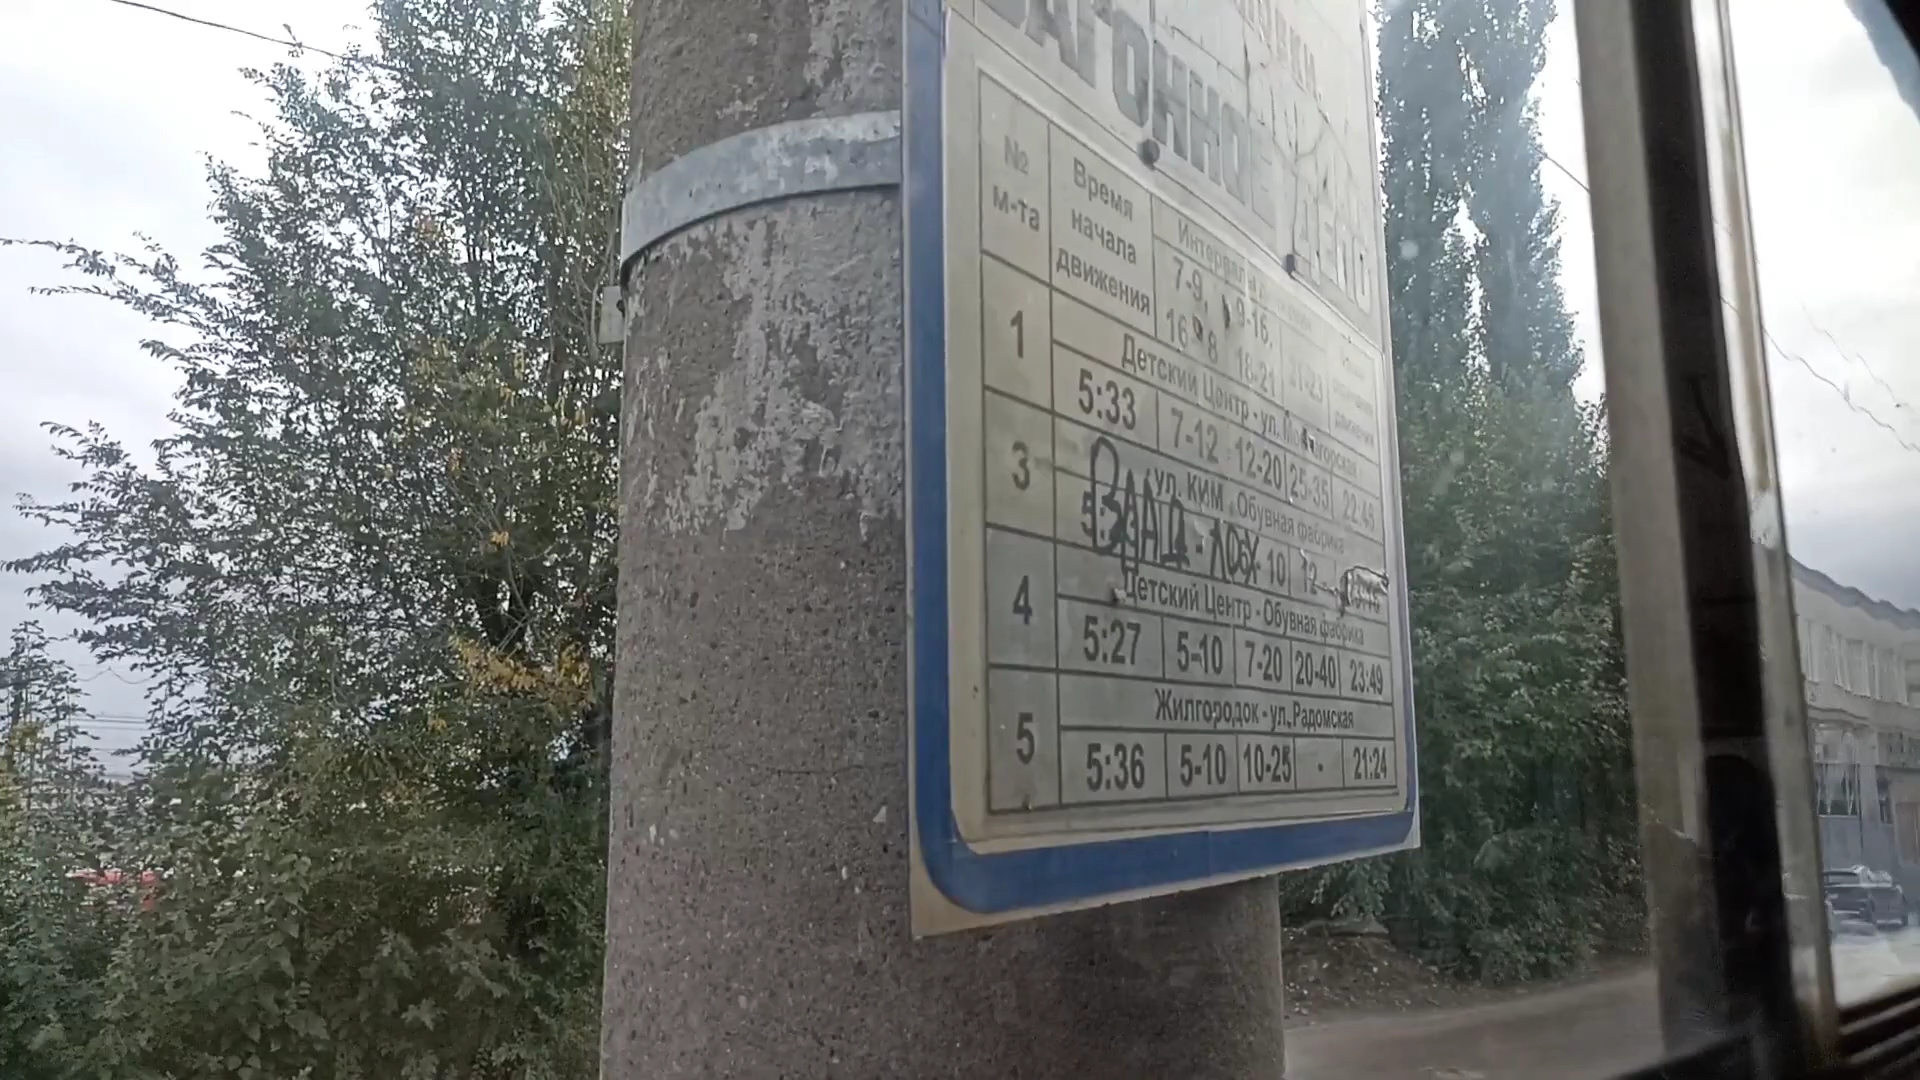 ВАГОННОЕ ДЕПО
№ м-та
Время начала движения
Интервалы
7-9, 16-18
9-16, 18-21
21-23
окончания движения
1
Детский Центр - ул.
5:33 7-12 12-20 25-35 22:45
3
ул. КИМ - Обувная фабрика
10 12
ВЛАД - ЛОХ
4
Детский Центр - Обувная фабрика
5:27 5-10 7-20 20-40 23:49
5
Жилгородок - ул. Радомская
5:36 5-10 10-25 - 21:24